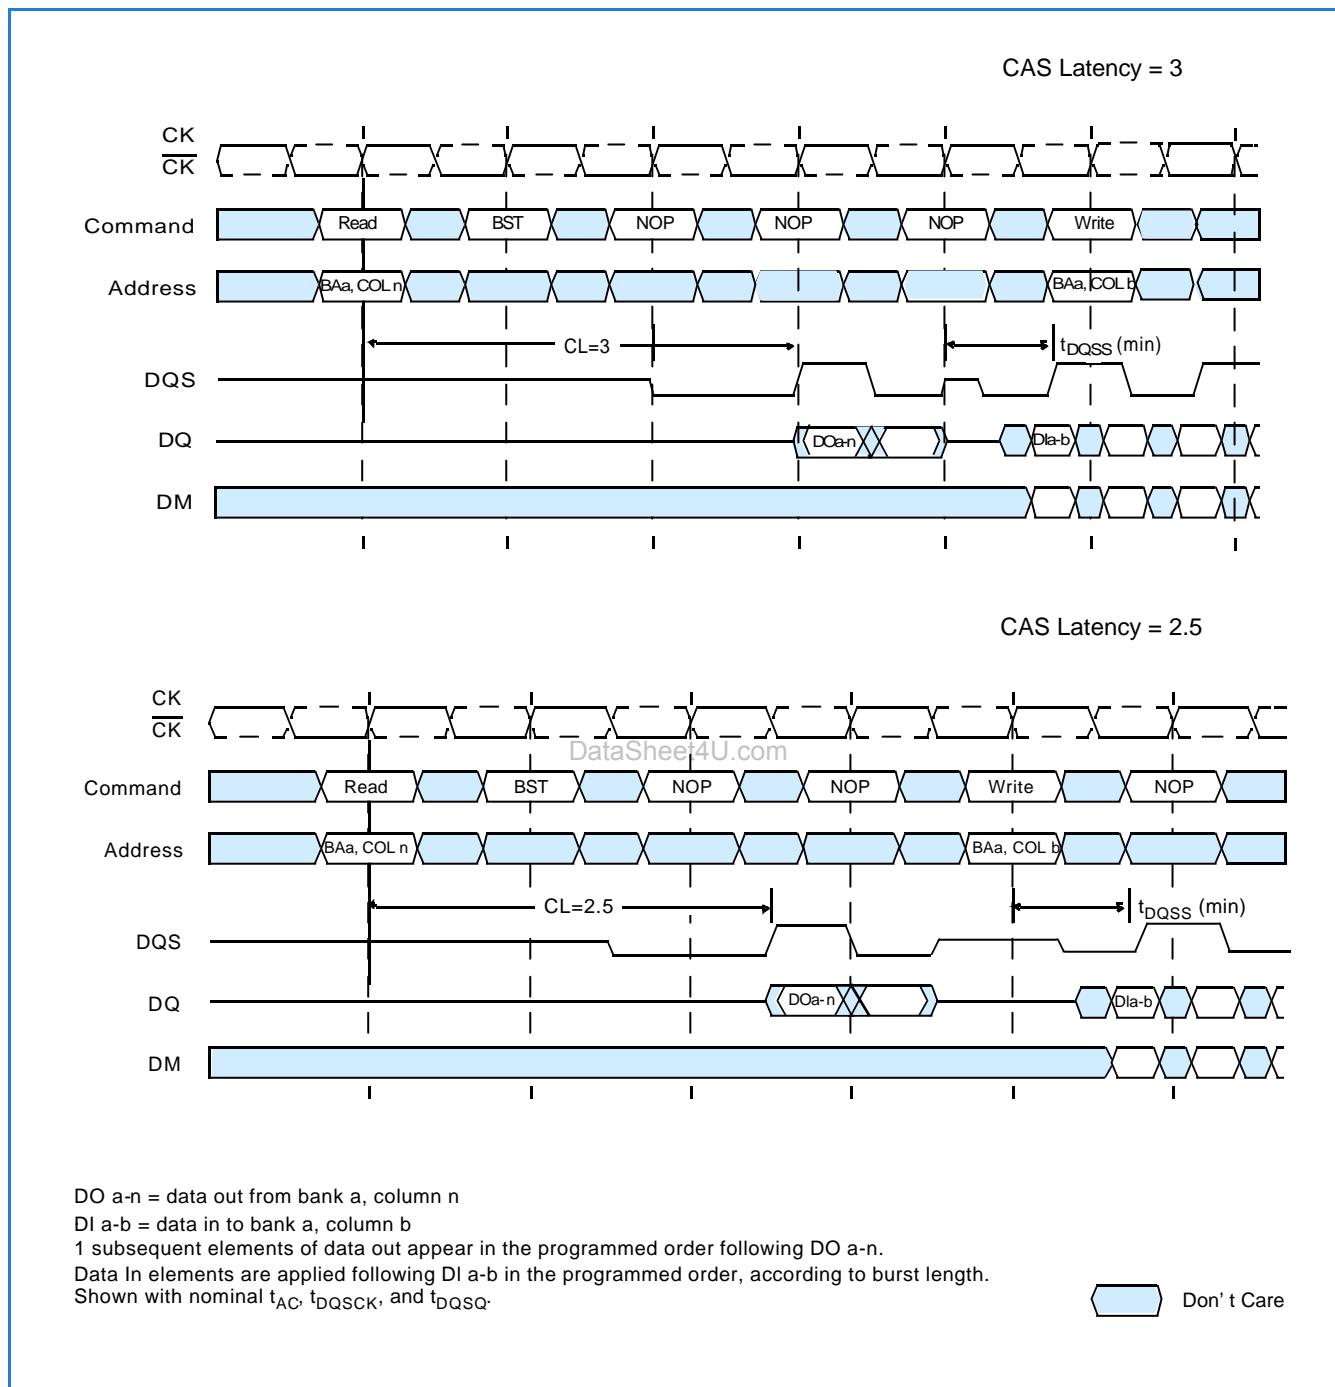 CAS Latency = 3
CK
CK
Command
Read
BST
NOP
NOP
NOP
Write
Address
BAa, COL n
BAa, COL b
CL=3
tDQSS (min)
DQS
DQ
DOa-n
DIa-b
DM
CAS Latency = 2.5
CK
CK
DataSheet4U.com
Command
Read
BST
NOP
NOP
Write
NOP
Address
BAa, COL n
BAa, COL b
CL=2.5
tDQSS (min)
DQS
DQ
DOa-n
DIa-b
DM
DO a-n = data out from bank a, column n
DI a-b = data in to bank a, column b
1 subsequent elements of data out appear in the programmed order following DO a-n.
Data In elements are applied following DI a-b in the programmed order, according to burst length.
Shown with nominal tAC, tDQSCK, and tDQSQ.
Don' t Care